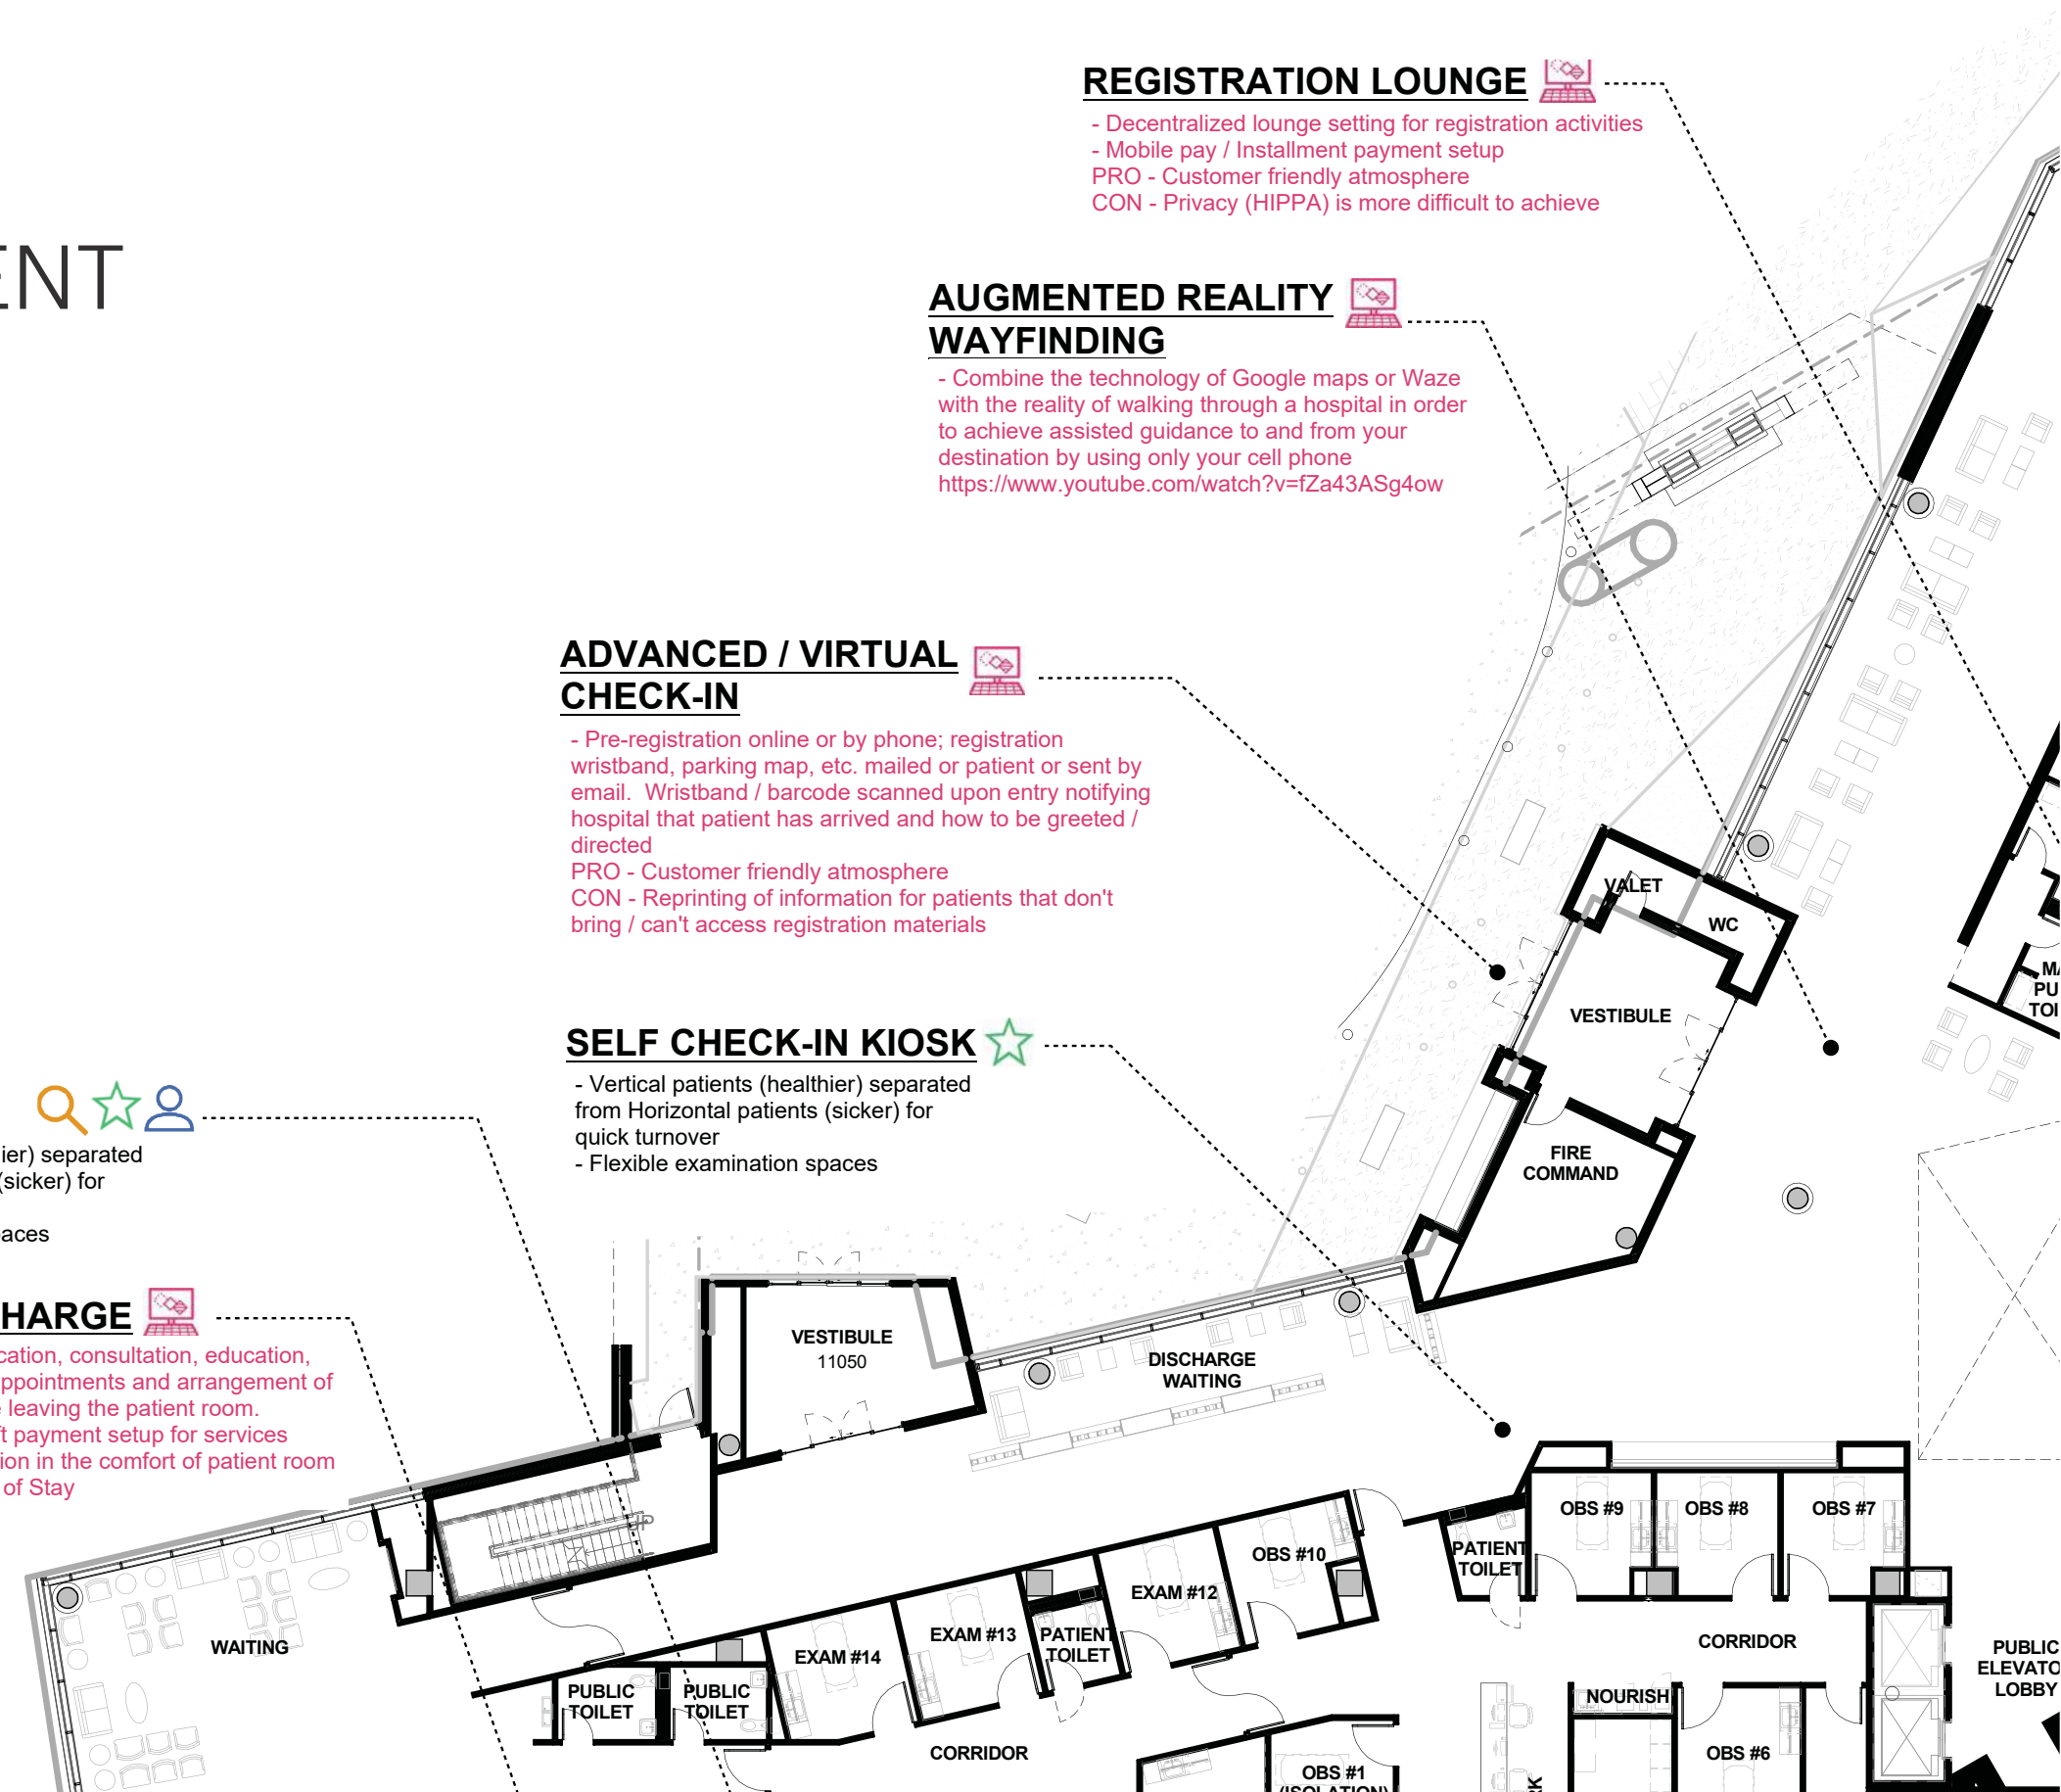 REGISTRATION LOUNGE
- Decentralized lounge setting for registration activities
- Mobile pay / Installment payment setup
PRO - Customer friendly atmosphere
CON - Privacy (HIPPA) is more difficult to achieve
ENT
AUGMENTED REALITY
WAYFINDING
- Combine the technology of Google maps or Waze
with the reality of walking through a hospital in order
to achieve assisted guidance to and from your
destination by using only your cell phone
https://www.youtube.com/watch?v=fZa43ASg4ow
ADVANCED / VIRTUAL
CHECK-IN
- Pre-registration online or by phone; registration
wristband, parking map, etc. mailed or patient or sent by
email.  Wristband / barcode scanned upon entry notifying
hospital that patient has arrived and how to be greeted /
directed
PRO - Customer friendly atmosphere
CON - Reprinting of information for patients that don't
bring / can't access registration materials
SELF CHECK-IN KIOSK
- Vertical patients (healthier) separated
from Horizontal patients (sicker) for
quick turnover
- Flexible examination spaces
ier) separated
(sicker) for
aces
HARGE
cation, consultation, education,
ppointments and arrangement of
e leaving the patient room.
ft payment setup for services
tion in the comfort of patient room
of Stay
VALET
WC
VESTIBULE
MA
PU
TOI
FIRE
COMMAND
VESTIBULE
11050
DISCHARGE
WAITING
UP
OBS #9
OBS #8
OBS #7
PATIENT
TOILET
OBS #10
EXAM #12
EXAM #13
PATIENT
TOILET
EXAM #14
WAITING
PUBLIC
TOILET
PUBLIC
TOILET
CORRIDOR
CORRIDOR
PUBLIC
ELEVATO
LOBBY
NOURISH
OBS #6
OBS #1
(ISOLATION)